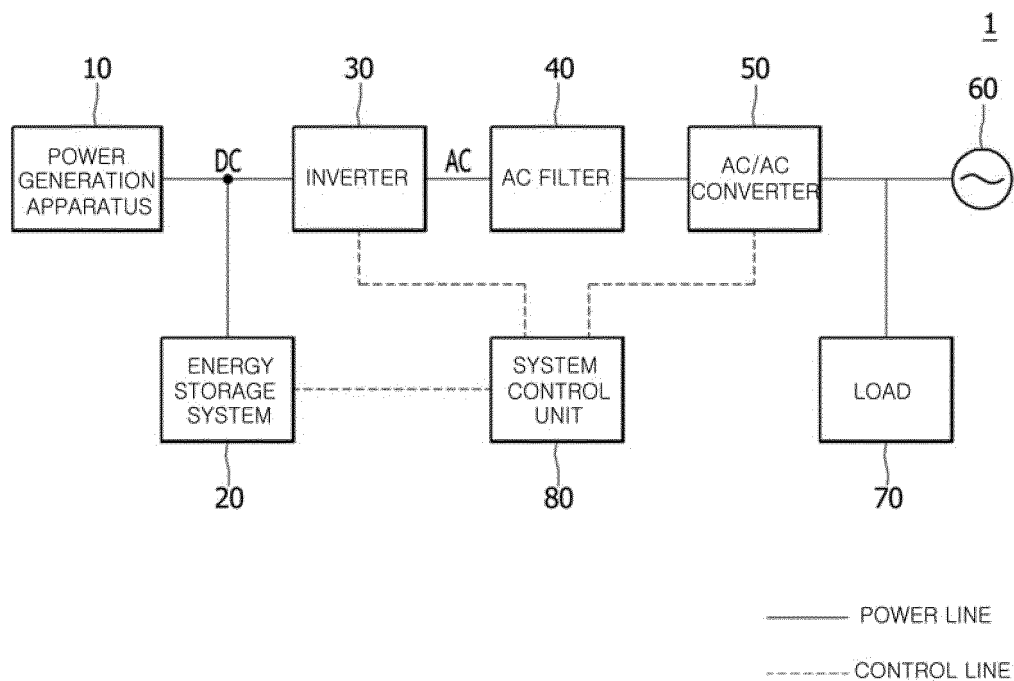 1
10
30
40
50
60
POWER
GENERATION
APPARATUS
DC
INVERTER
AC
AC FILTER
AC/AC
CONVERTER
ENERGY
STORAGE
SYSTEM
SYSTEM
CONTROL
UNIT
LOAD
20
80
70
POWER LINE
CONTROL LINE